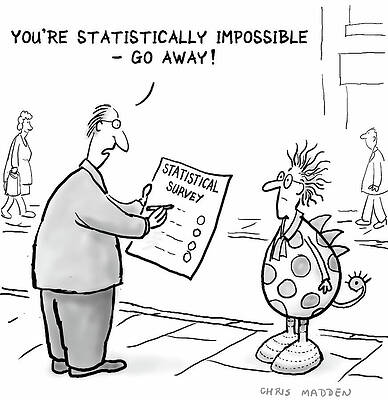 YOU'RE STATISTICALLY IMPOSSIBLE
- GO AWAY!
STATISTICAL
SURVEY
CHRIS MADDEN